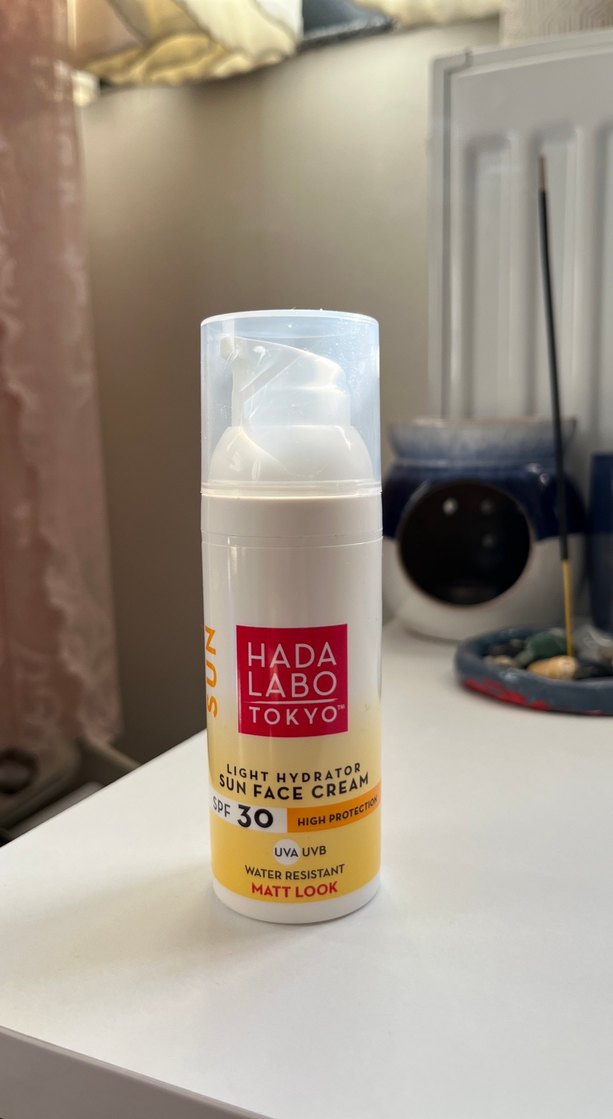 SUN
HADA
LABO
TOKYO™
LIGHT HYDRATOR
SUN FACE CREAM
SPF 30 HIGH PROTECTION
UVA UVB
WATER RESISTANT
MATT LOOK